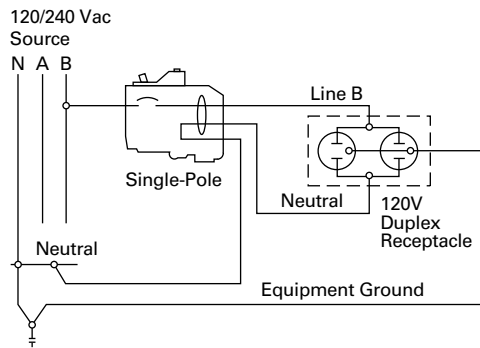 120/240 Vac
Source
N A B
Line B
Single-Pole
Neutral
120V
Duplex
Receptacle
Neutral
Equipment Ground